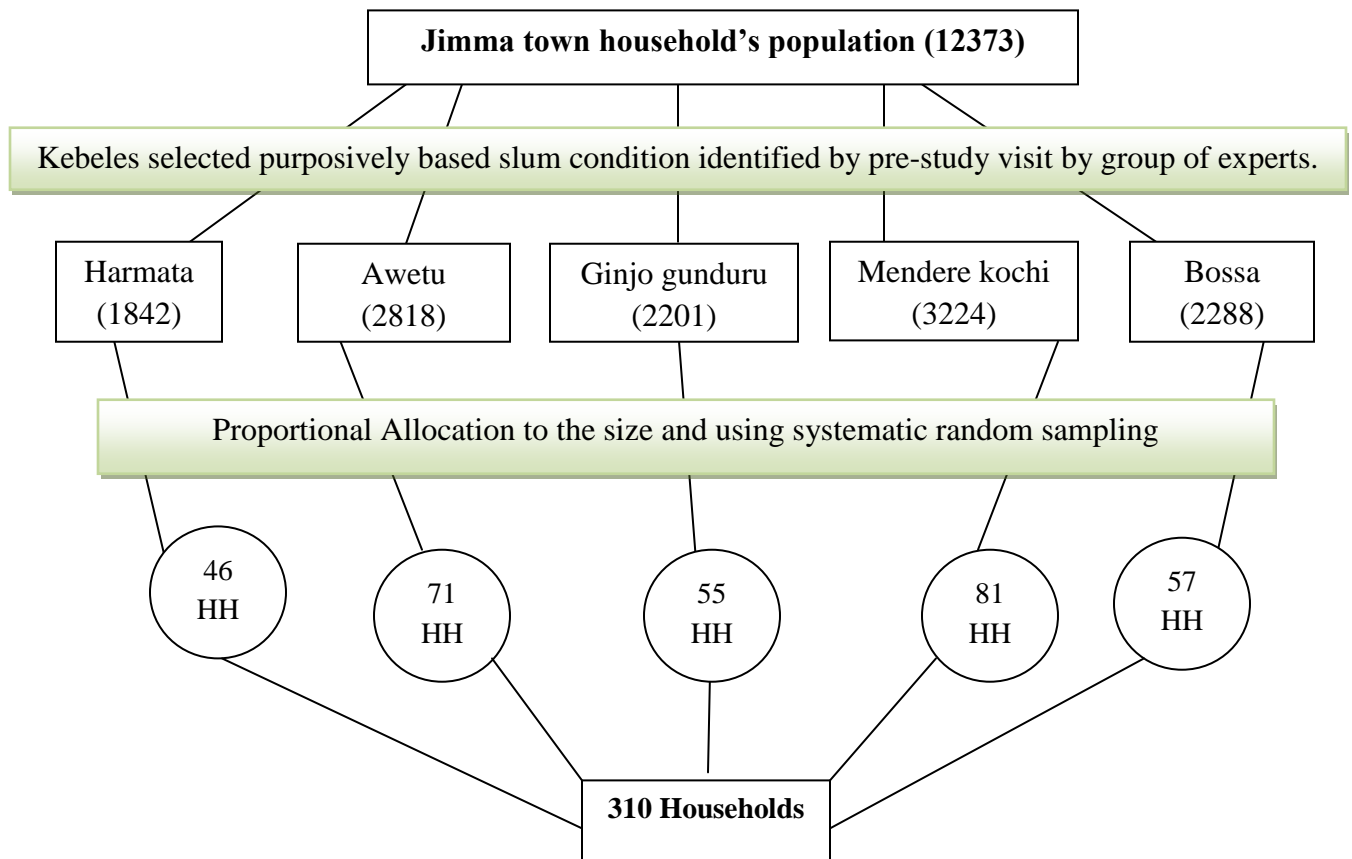 Jimma town household’s population (12373)
Kebeles selected purposively based slum condition identified by pre-study visit by group of experts.
Harmata
(1842)
Awetu
(2818)
Ginjo gunduru
(2201)
Mendere kochi
(3224)
Bossa
(2288)
Proportional Allocation to the size and using systematic random sampling
46
HH
71
HH
55
HH
81
HH
57
HH
310 Households